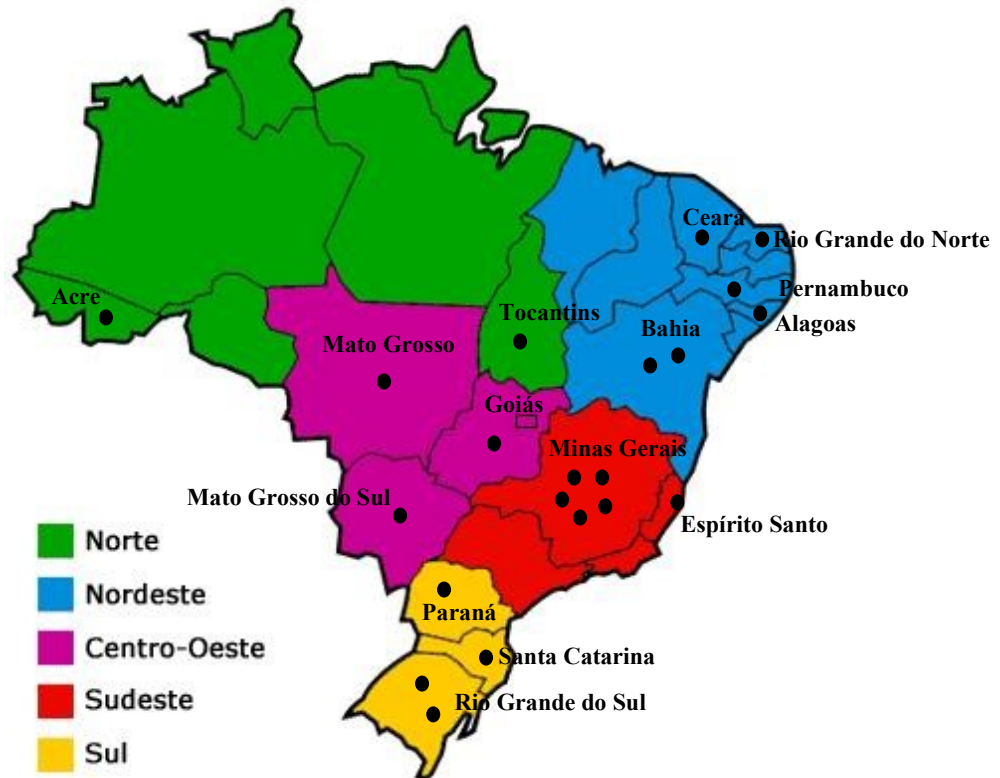 Ceará
Rio Grande do Norte
Acre
Pernambuco
Tocantins
Alagoas
Bahia
Mato Grosso
Goiás
Minas Gerais
Mato Grosso do Sul
Espírito Santo
Norte
Nordeste
Paraná
Centro-Oeste
Santa Catarina
Sudeste
Rio Grande do Sul
Sul